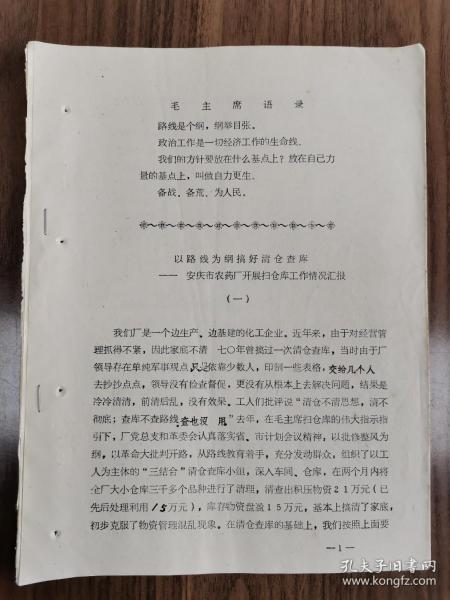 毛主席语录
路线是个纲，纲举目张。
政治工作是一切经济工作的生命线。
我们的方针要放在什么基点上？放在自己力
量的基点上，叫做自力更生。
备战、备荒、为人民。
以路线为纲搞好清仓查库
—— 安庆市农药厂开展扫仓库工作情况汇报
（一）
我们厂是一个边生产、边基建的化工企业。近年来，由于对经营管
理抓得不紧，因此家底不清 七〇年曾搞过一次清仓查库，当时由于厂
领导存在单纯军事观点只是依靠少数人，印制一些表格，交给几个人
去抄抄点点，领导没有检查督促，更没有从根本上去解决问题，结果是
冷冷清清，前清后乱，没有效果。工人们批评说“清仓不清思想，清不
彻底；查库不查路线，查也没用”去年，在毛主席扫仓库的伟大指示指
引下，厂党总支和革委会认真落实省、市计划会议精神，以批修整风为
纲，以革命大批判开路，从路线教育着手，充分发动群众，组织了以工
人为主体的“三结合”清仓查库小组，深入车间、仓库，在两个月内将
全厂大小仓库三千多个品种进行了清理，清查出积压物资21万元（已
先后处理利用15万元），库存物资盘盈15万元，基本上搞清了家底，
初步克服了物资管理混乱现象。在清仓查库的基础上，我们按照上面要
—1—
孔夫子旧书网